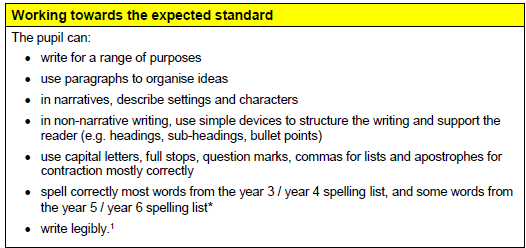 Working towards the expected standard
The pupil can:
• write for a range of purposes
• use paragraphs to organise ideas
• in narratives, describe settings and characters
• in non-narrative writing, use simple devices to structure the writing and support the
reader (e.g. headings, sub-headings, bullet points)
• use capital letters, full stops, question marks, commas for lists and apostrophes for
contraction mostly correctly
• spell correctly most words from the year 3 / year 4 spelling list, and some words from
the year 5 / year 6 spelling list*
• write legibly.¹